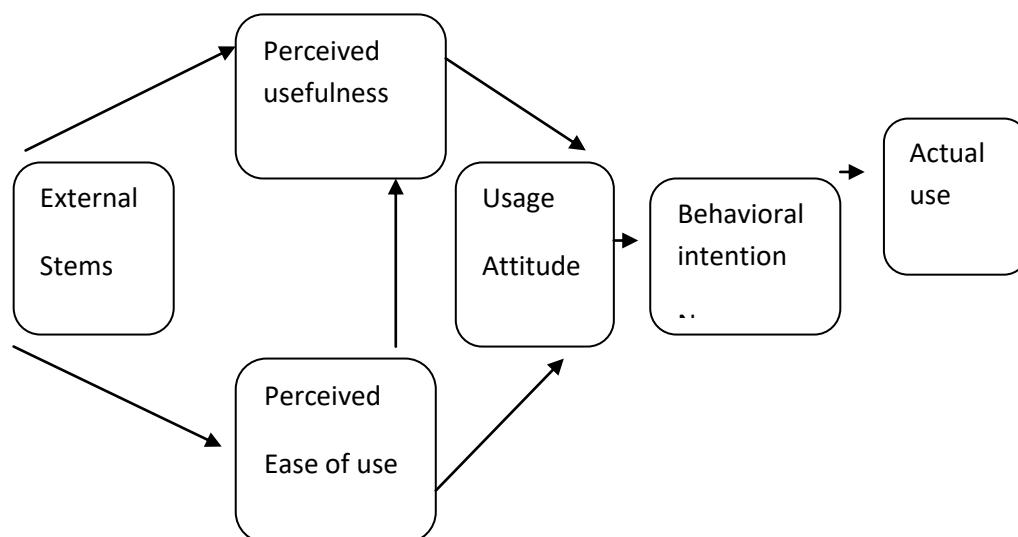 Perceived
usefulness
External
Stems
Usage
Attitude
Behavioral
intention
Actual
use
Perceived
Ease of use